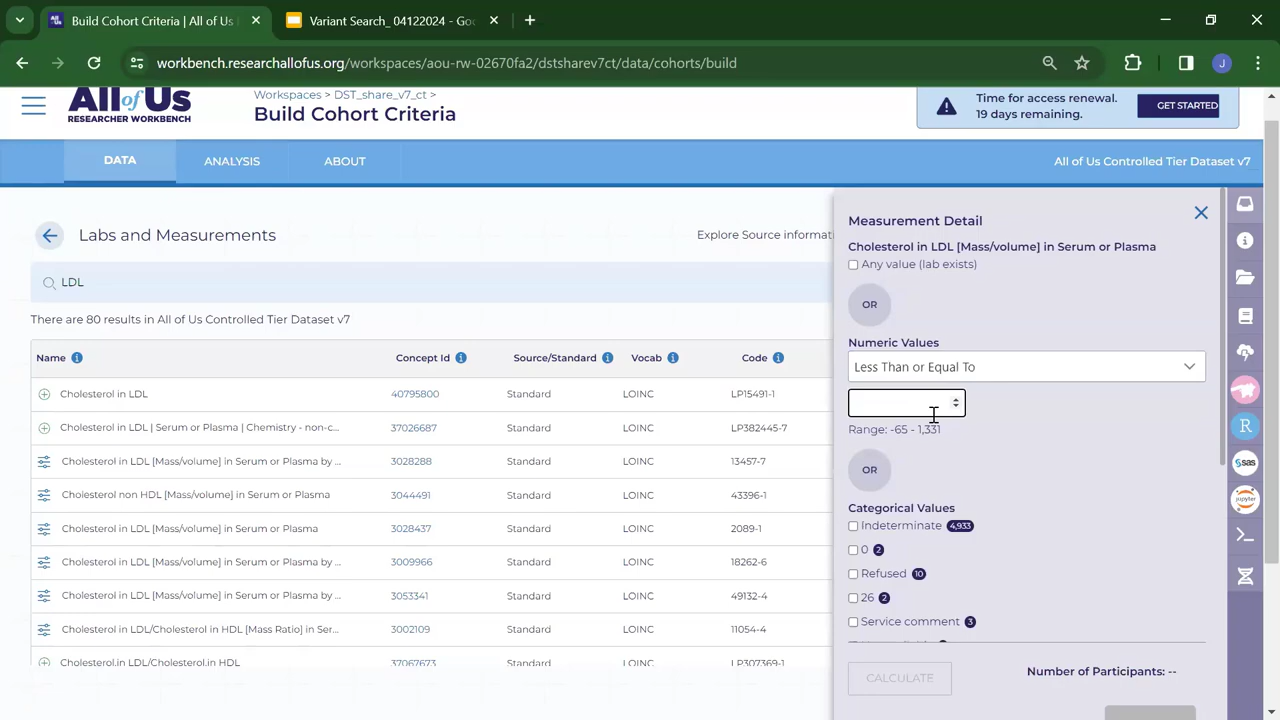 Build Cohort Criteria | All of Us
Variant Search_ 04122024 - Goo
workbench.researchallofus.org/workspaces/aou-rw-02670fa2/dstsharev7ct/data/cohorts/build
J
All of Us
RESEARCHER WORKBENCH
Workspaces > DST_share_v7_ct >
Build Cohort Criteria
Time for access renewal.
19 days remaining.
GET STARTED
DATA
ANALYSIS
ABOUT
All of Us Controlled Tier Dataset v7
Labs and Measurements
Explore Source informati
LDL
There are 80 results in All of Us Controlled Tier Dataset v7
Name Concept Id Source/Standard Vocab Code
Cholesterol in LDL 40795800 Standard LOINC LP15491-1
Cholesterol in LDL | Serum or Plasma | Chemistry - non-c... 37026687 Standard LOINC LP382445-7
Cholesterol in LDL [Mass/volume] in Serum or Plasma by ... 3028288 Standard LOINC 13457-7
Cholesterol non HDL [Mass/volume] in Serum or Plasma 3044491 Standard LOINC 43396-1
Cholesterol in LDL [Mass/volume] in Serum or Plasma 3028437 Standard LOINC 2089-1
Cholesterol in LDL [Mass/volume] in Serum or Plasma by ... 3009966 Standard LOINC 18262-6
Cholesterol in LDL [Mass/volume] in Serum or Plasma by ... 3053341 Standard LOINC 49132-4
Cholesterol in LDL/Cholesterol in HDL [Mass Ratio] in Ser... 3002109 Standard LOINC 11054-4
Cholesterol.in LDL/Cholesterol.in HDL 37067673 Standard LOINC LP307369-1
Measurement Detail
Cholesterol in LDL [Mass/volume] in Serum or Plasma
Any value (lab exists)
OR
Numeric Values
Less Than or Equal To
Range: -65 - 1,331
OR
Categorical Values
Indeterminate 4,933
0 2
Refused 10
26 2
Service comment 3
CALCULATE
Number of Participants: --
R
sas
jupyter